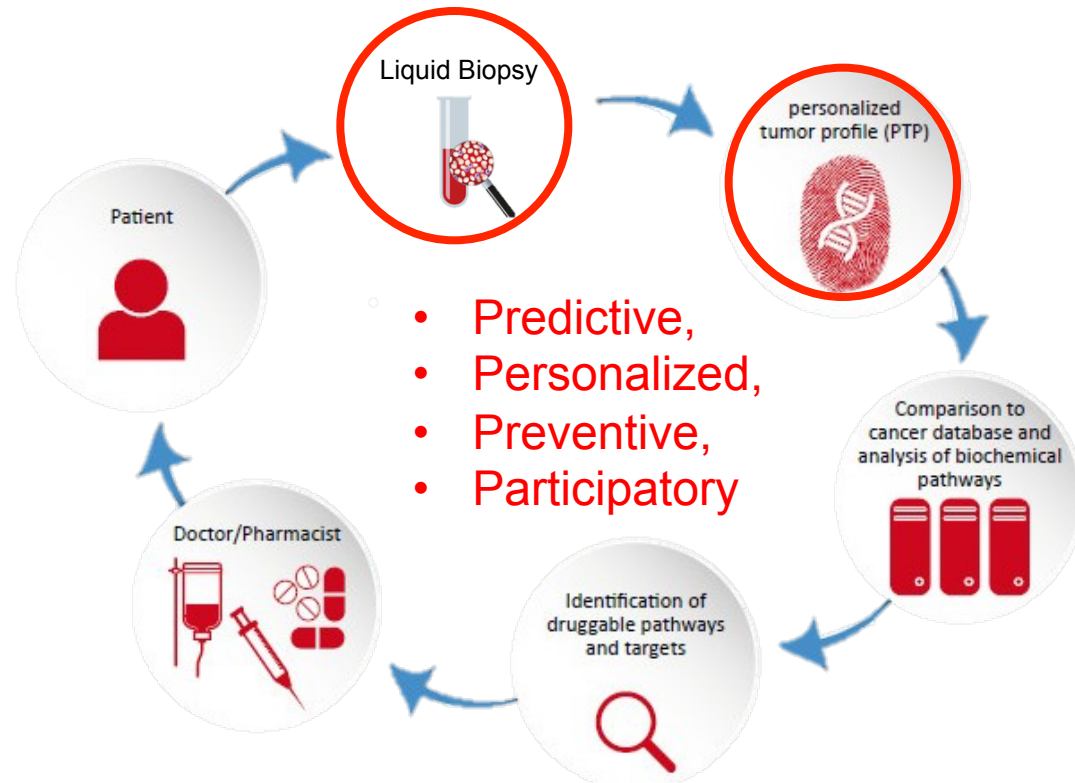 Liquid Biopsy
personalized
tumor profile (PTP)
Patient
• Predictive,
• Personalized,
• Preventive,
• Participatory
Comparison to
cancer database and
analysis of biochemical
pathways
Doctor/Pharmacist
Identification of
druggable pathways
and targets